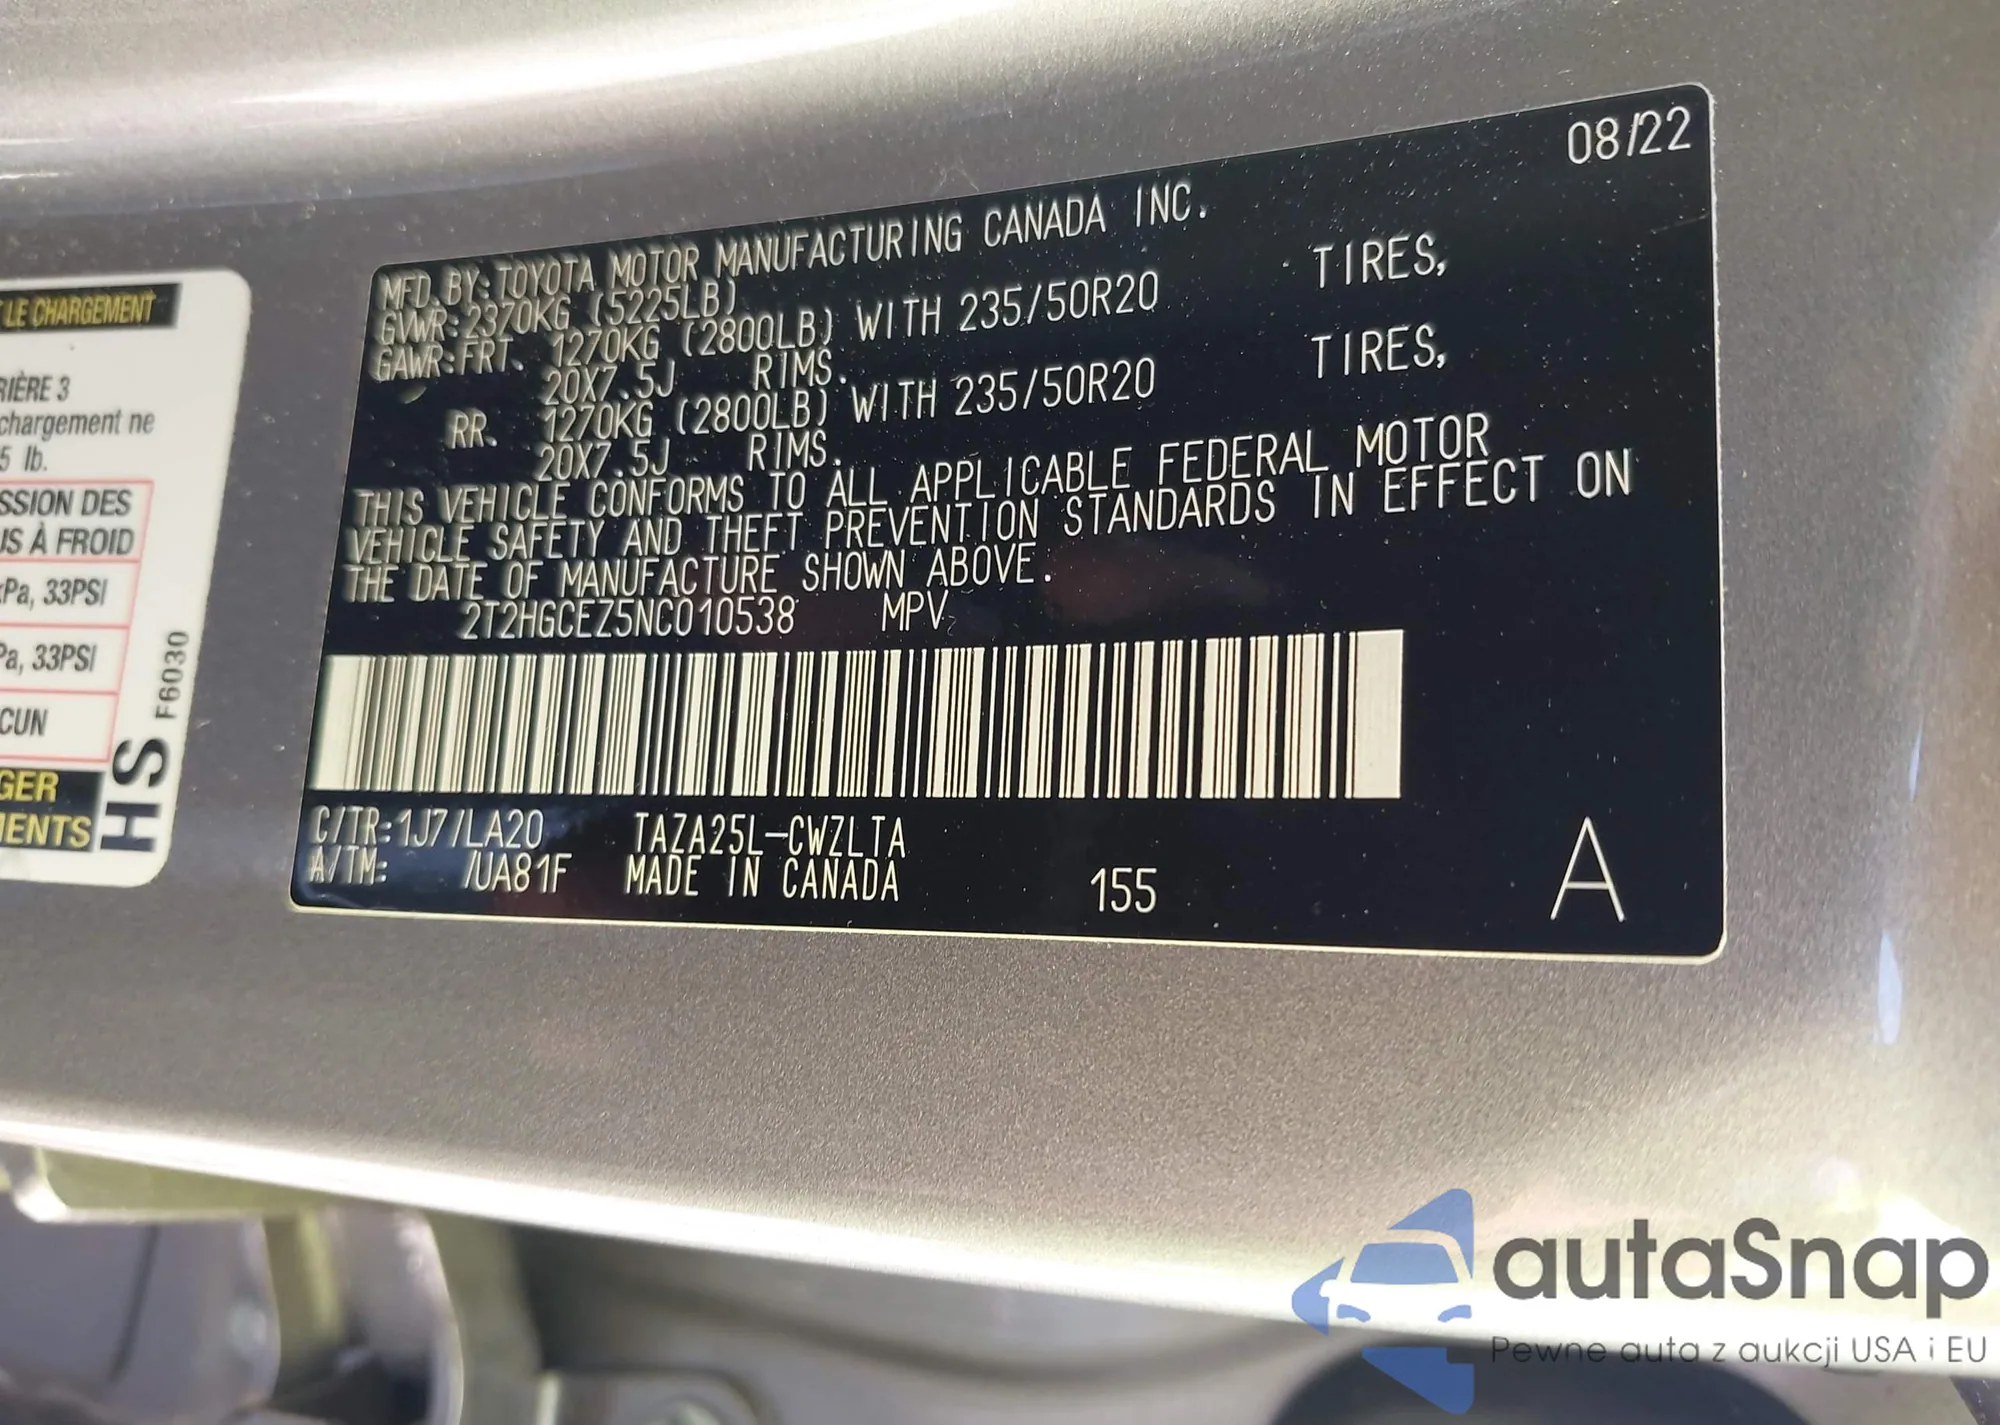 08/22
MFD. BY: TOYOTA MOTOR MANUFACTURING CANADA INC.
GVWR: 2370KG (5225LB)
GAWR: FRT. 1270KG (2800LB) WITH 235/50R20 TIRES,
20X7.5J RIMS.
RR. 1270KG (2800LB) WITH 235/50R20 TIRES,
20X7.5J RIMS.
THIS VEHICLE CONFORMS TO ALL APPLICABLE FEDERAL MOTOR
VEHICLE SAFETY AND THEFT PREVENTION STANDARDS IN EFFECT ON
THE DATE OF MANUFACTURE SHOWN ABOVE.
2T2HGCEZ5NC010538 MPV
C/TR: 1J7/LA20 TAZA25L-CWZLTA
A/TM: /UA81F MADE IN CANADA 155 A
LE CHARGEMENT
RIÈRE 3
chargement ne
5 lb.
SSION DES
US À FROID
kPa, 33PSI
Pa, 33PSI
CUN
GER
MENTS
HS F6030
autaSnap
Pewne auta z aukcji USA i EU